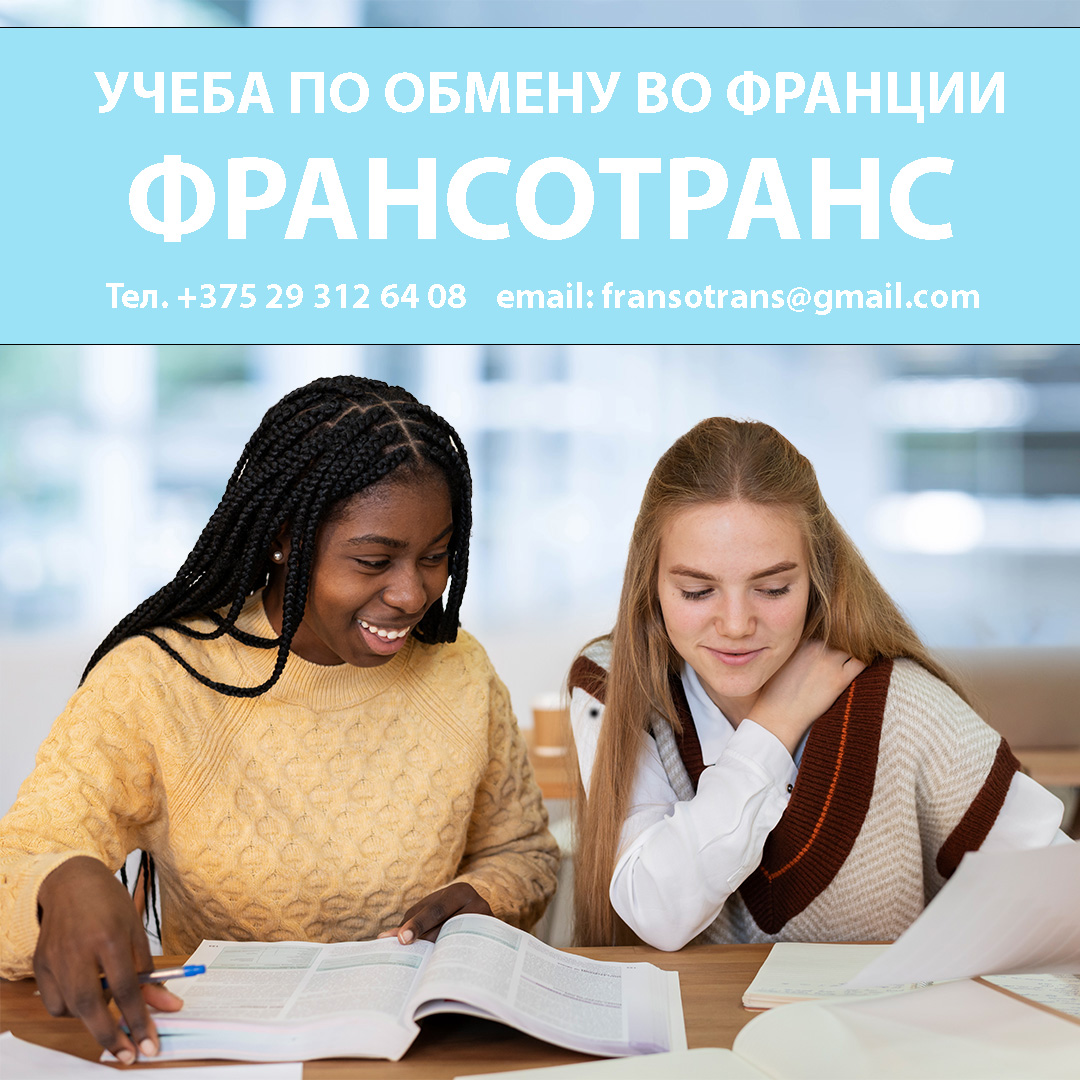 УЧЕБА ПО ОБМЕНУ ВО ФРАНЦИИ
ФРАНСОТРАНС
Тел. +375 29 312 64 08 email: fransotrans@gmail.com